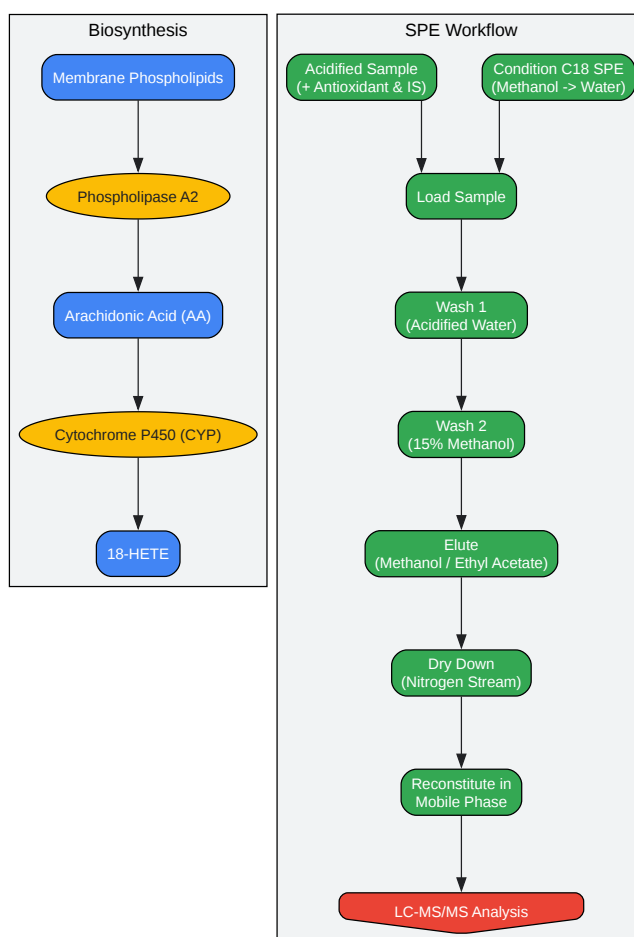 Biosynthesis
Membrane Phospholipids
Phospholipase A2
Arachidonic Acid (AA)
Cytochrome P450 (CYP)
18-HETE
SPE Workflow
Acidified Sample
(+ Antioxidant & IS)
Condition C18 SPE
(Methanol -> Water)
Load Sample
Wash 1
(Acidified Water)
Wash 2
(15% Methanol)
Elute
(Methanol / Ethyl Acetate)
Dry Down
(Nitrogen Stream)
Reconstitute in
Mobile Phase
LC-MS/MS Analysis